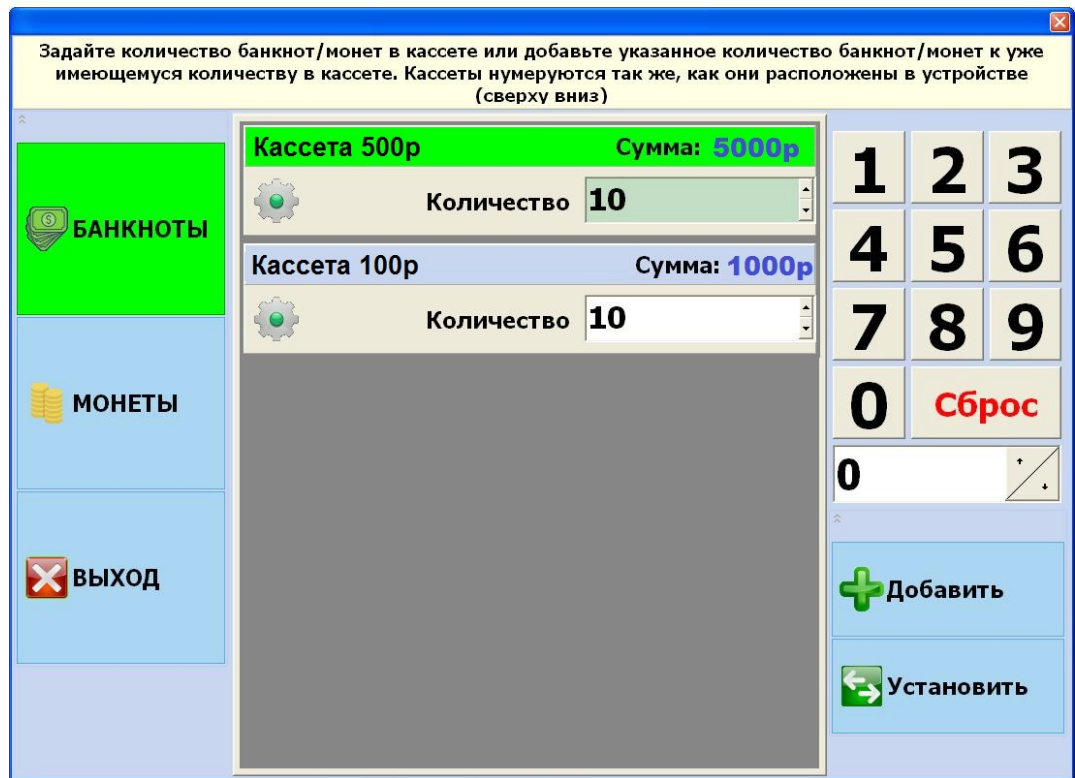 Задайте количество банкнот/монет в кассете или добавьте указанное количество банкнот/монет к уже
имеющемуся количеству в кассете. Кассеты нумеруются так же, как они расположены в устройстве
(сверху вниз)
БАНКНОТЫ
МОНЕТЫ
ВЫХОД
Кассета 500р Сумма: 5000р
Количество 10
Кассета 100р Сумма: 1000р
Количество 10
1 2 3
4 5 6
7 8 9
0 Сброс
0
Добавить
Установить